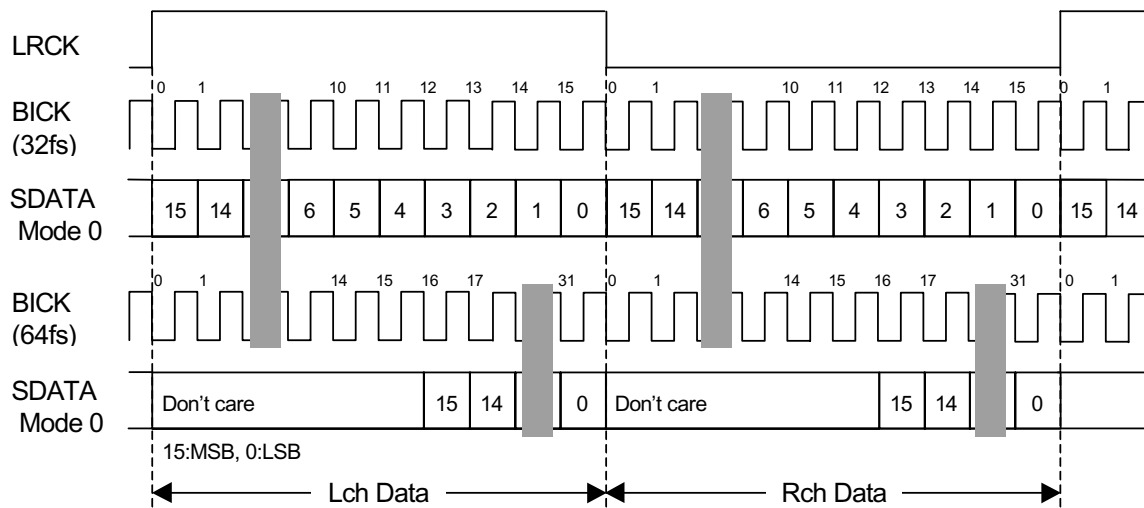 LRCK
0 1 10 11 12 13 14 15 0 1 10 11 12 13 14 15 0 1
BICK
(32fs)
SDATA
Mode 0
15 14 6 5 4 3 2 1 0 15 14 6 5 4 3 2 1 0 15 14
0 1 14 15 16 17 31 0 1 14 15 16 17 31 0 1
BICK
(64fs)
SDATA
Mode 0
Don't care 15 14 0 Don't care 15 14 0
15:MSB, 0:LSB
Lch Data Rch Data